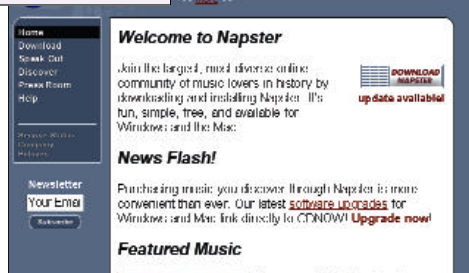 Home
Download
Speak Out
Discover
Press Room
Help
Service Status
Company
Policies
Newsletter
Your Emai
Subscribe
Welcome to Napster
Join the largest, most diverse online
community of music lovers in history by
downloading and installing Napster. It's
fun, simple, free, and available for
Windows and the Mac
DOWNLOAD
NAPSTER
update available!
News Flash!
Purchasing music you discover through Napster is more
convenient than ever. Our latest software upgrades for
Windows and Mac link directly to CDNOW! Upgrade now!
Featured Music